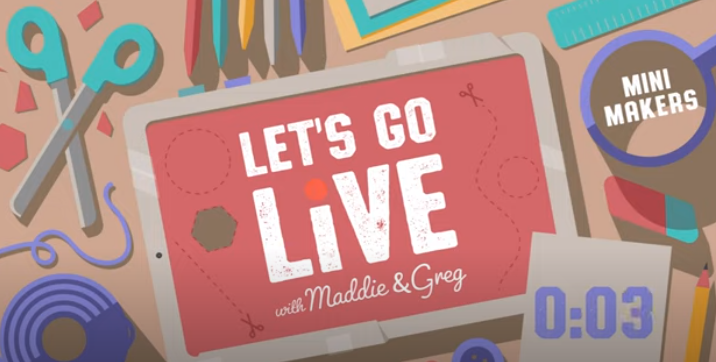 LET'S GO
LiVE
with Maddie & Greg
MINI
MAKERS
0:03